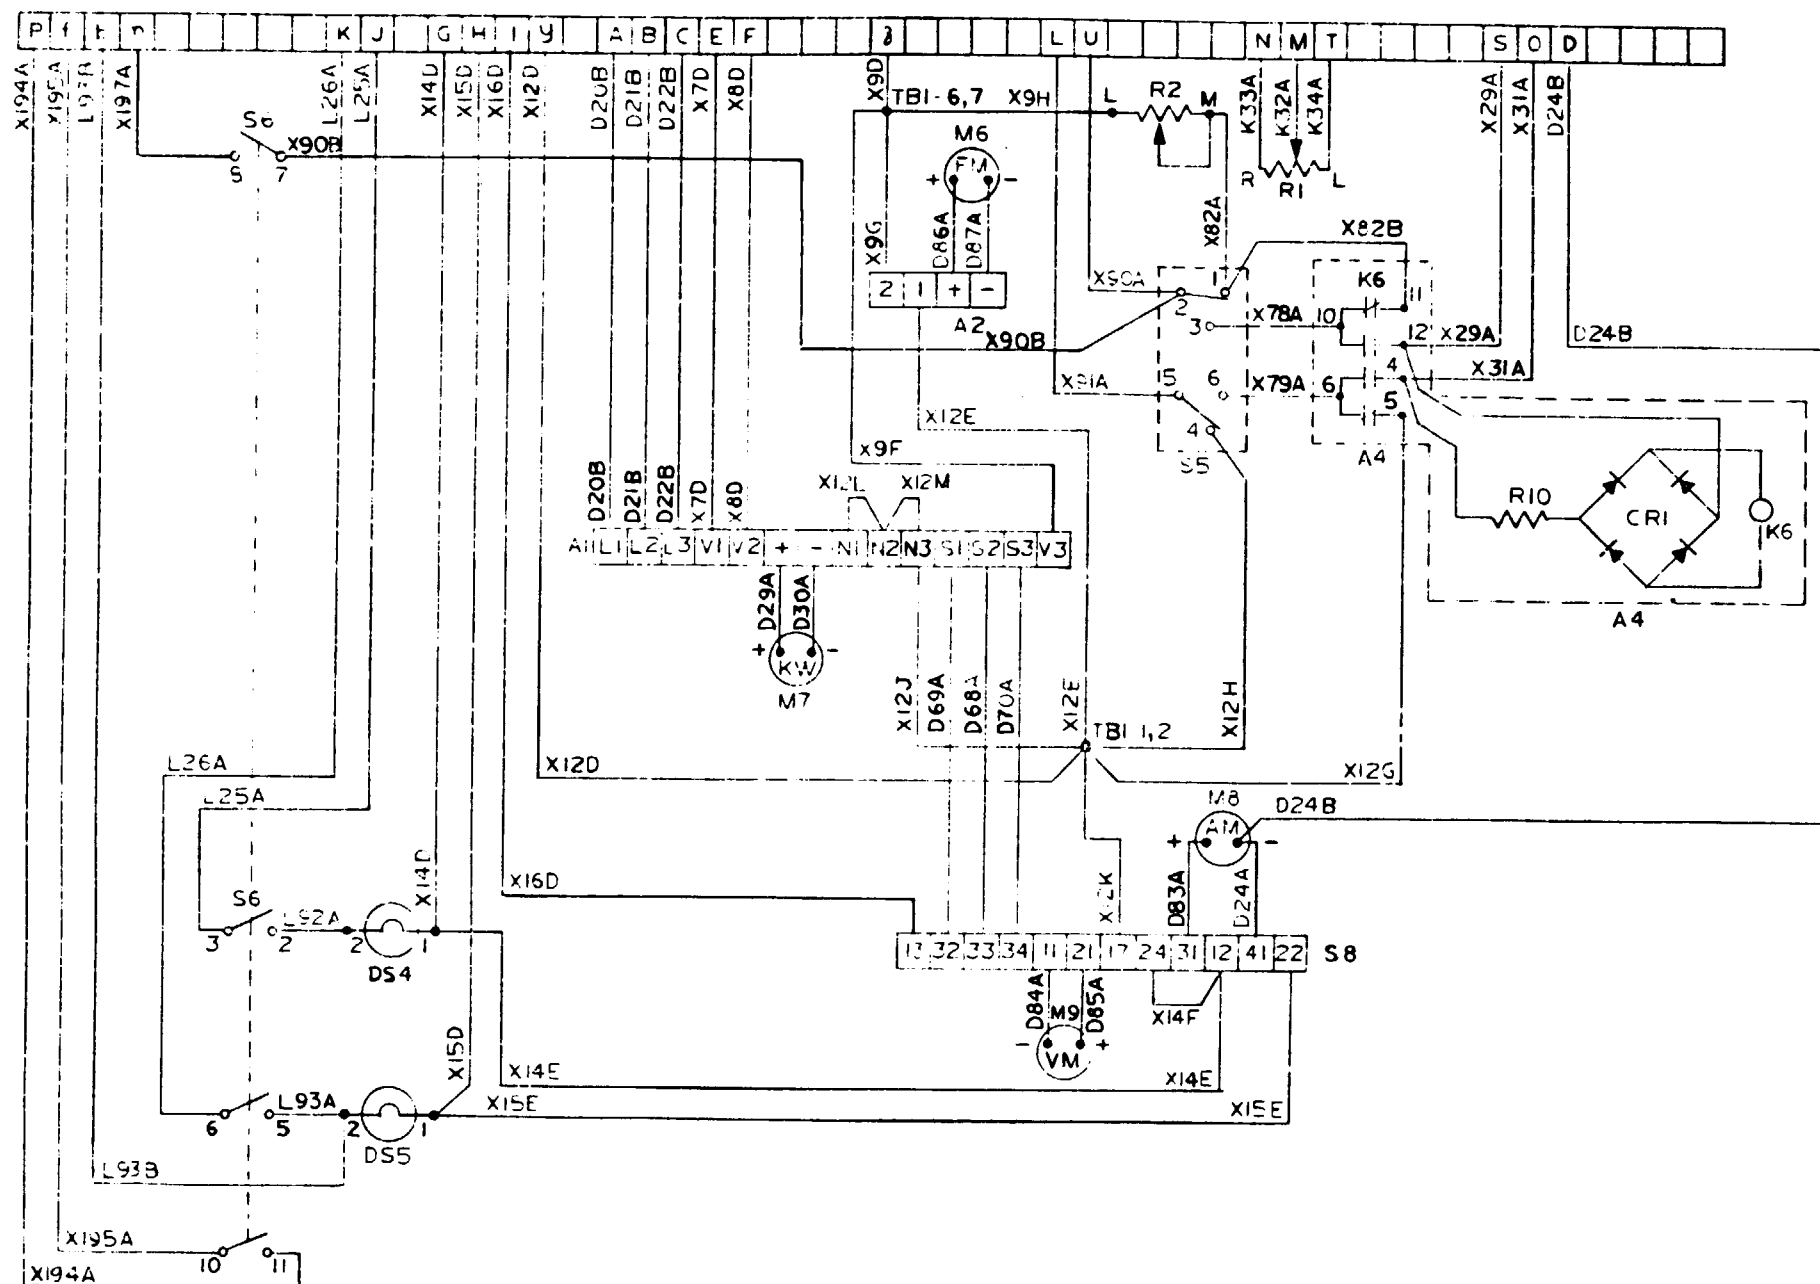 P f K J G H I y A B C E F L U N M T S O D
X194A X195A L93B X197A L26A L25A X14D X15D X16D X12D D20B D21B D22B X7D X8D X9D K33A K32A K34A X29A X31A D24B
TB1-6,7 X9H L R2 M
S6 X90B
8 7
M6
+ FM -
R R1 L
X9G D86A D87A X82A X82B
2 1 + -
A2
X90A 2 1 K6 11
3 X78A 10 12 X29A D24B
X90B
X91A 5 6 X79A 6 4 X31A
5
X12E 4
S5 A4
X9F
D20B D21B D22B X7D X8D X12L X12M
R10 CR1 K6
A1 L1 L2 L3 V1 V2 + - N1 N2 N3 S1 S2 S3 V3
D29A D30A
A4
+ KW -
M7
X12J D69A D68A D70A X12E X12H
TB1 1,2
L26A X12D X12G
L25A M8 D24B
+ AM -
X14D X16D X12K D83A D24A
S6 L92A
3 2 2 1
DS4
13 32 33 34 11 21 17 24 31 12 41 22 S8
D84A M9 D85A X14F
- VM +
X15D X14E X14E
L93A X15E X15E
6 5 2 1
DS5
L93B
X195A
10 11
X194A